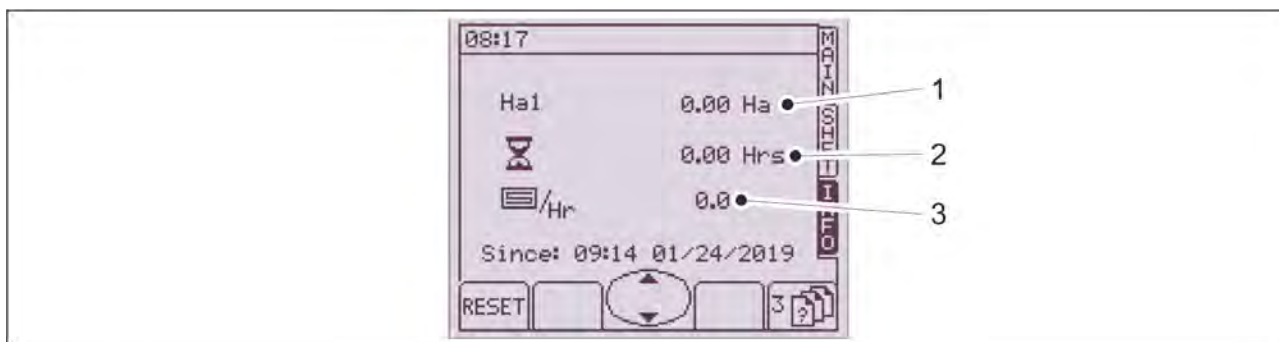 08:17
Ha1 0.00 Ha 1
0.00 Hrs 2
/Hr 0.0 3
Since: 09:14 01/24/2019
RESET 3 ?
MAIN SHFT INFO